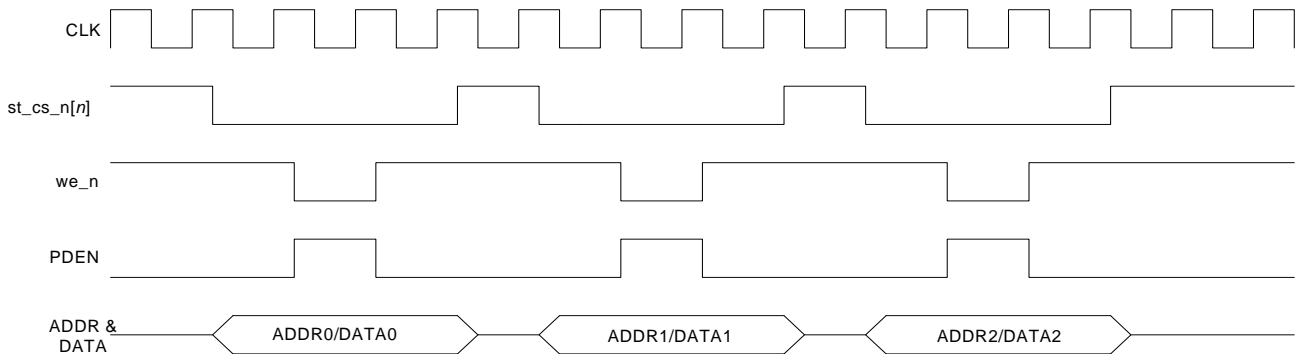 CLK
st_cs_n[n]
we_n
PDEN
ADDR &
DATA
ADDR0/DATA0
ADDR1/DATA1
ADDR2/DATA2